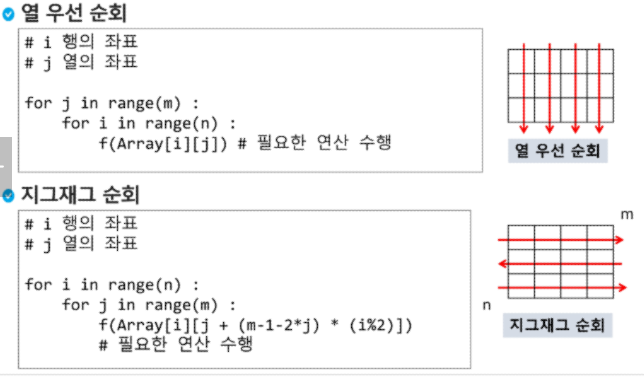 열 우선 순회
# i 행의 좌표
# j 열의 좌표
for j in range(m) :
for i in range(n) :
f(Array[i][j]) # 필요한 연산 수행
열 우선 순회
지그재그 순회
# i 행의 좌표
# j 열의 좌표
for i in range(n) :
for j in range(m) :
f(Array[i][j + (m-1-2*j) * (i%2)])
# 필요한 연산 수행
m
n
지그재그 순회